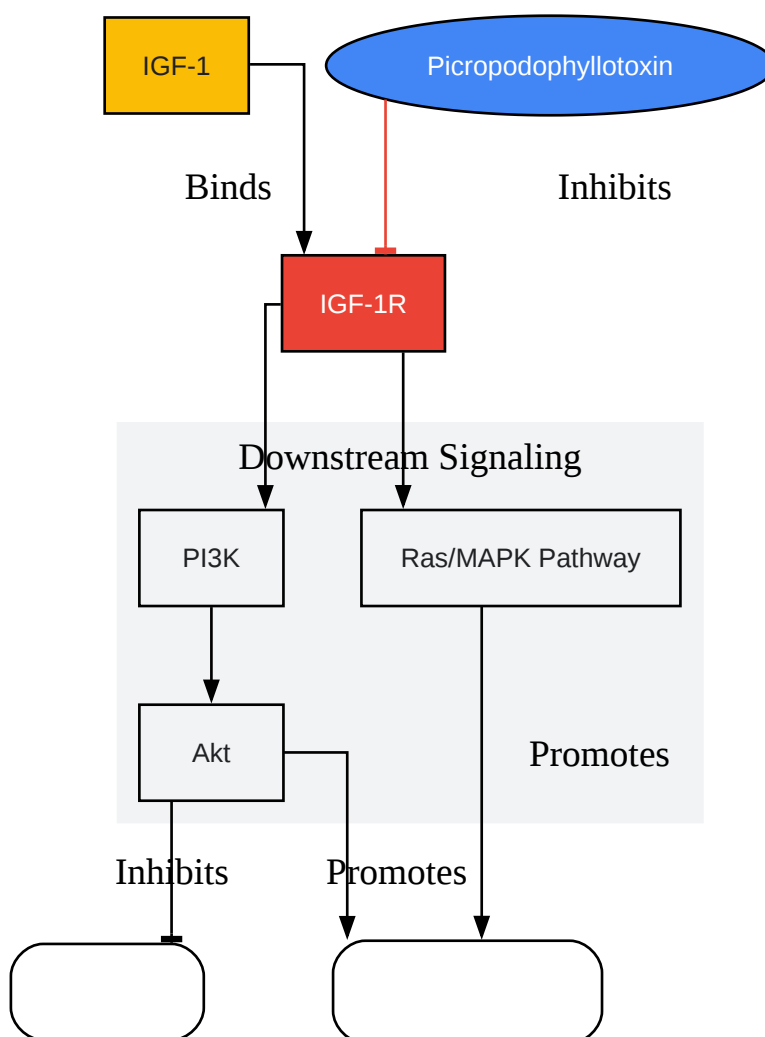 IGF-1
Picropodophyllotoxin
Binds
Inhibits
IGF-1R
Downstream Signaling
PI3K
Ras/MAPK Pathway
Akt
Promotes
Inhibits
Promotes